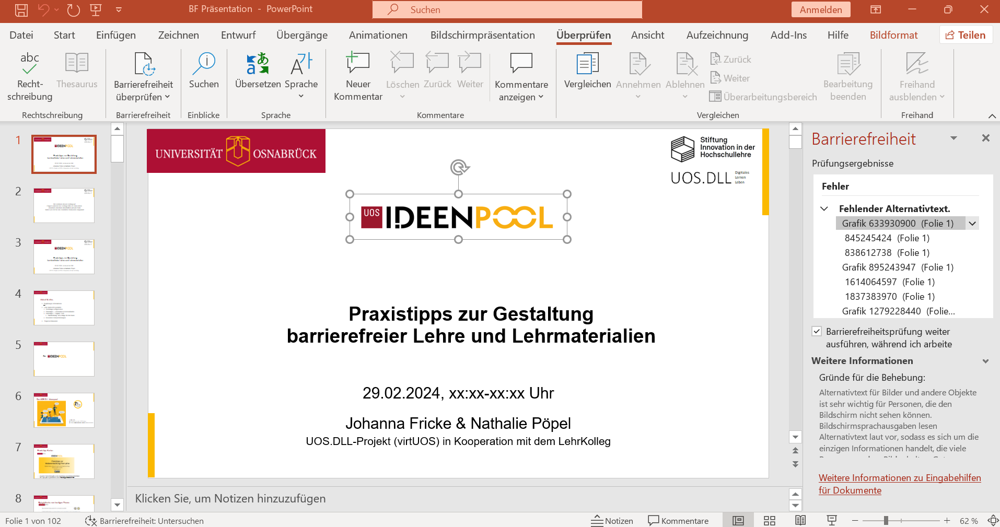 BF Präsentation - PowerPoint
Suchen
Anmelden
Datei Start Einfügen Zeichnen Entwurf Übergänge Animationen Bildschirmpräsentation Überprüfen Ansicht Aufzeichnung Add-Ins Hilfe Bildformat Teilen
abc
Recht-
schreibung
Thesaurus
Rechtschreibung
Barrierefreiheit
überprüfen
Barrierefreiheit
Suchen
Einblicke
Übersetzen
Sprache
Sprache
Neuer
Kommentar
Löschen
Zurück
Weiter
Kommentare
anzeigen
Kommentare
Vergleichen
Annehmen
Ablehnen
Zurück
Weiter
Überarbeitungsbereich
Bearbeitung
beenden
Vergleichen
Freihand
ausblenden
Freihand
1
2
3
4
5
6
7
8
UNIVERSITÄT OSNABRÜCK
Stiftung
Innovation in der
Hochschullehre
UOS.DLL
Digitales
Lernen
Leben
UOS IDEENPOOL
Praxistipps zur Gestaltung
barrierefreier Lehre und Lehrmaterialien
29.02.2024, xx:xx-xx:xx Uhr
Johanna Fricke & Nathalie Pöpel
UOS.DLL-Projekt (virtUOS) in Kooperation mit dem LehrKolleg
Klicken Sie, um Notizen hinzuzufügen
Barrierefreiheit
Prüfungsergebnisse
Fehler
Fehlender Alternativtext.
Grafik 633930900 (Folie 1)
845245424 (Folie 1)
838612738 (Folie 1)
Grafik 895243947 (Folie 1)
1614064597 (Folie 1)
1837383970 (Folie 1)
Grafik 1279228440 (Folie...
Barrierefreiheitsprüfung weiter
ausführen, während ich arbeite
Weitere Informationen
Gründe für die Behebung:
Alternativtext für Bilder und andere Objekte
ist sehr wichtig für Personen, die den
Bildschirm nicht sehen können.
Bildschirmsprachausgaben lesen
Alternativtext laut vor, sodass es sich um die
einzigen Informationen handelt, die viele
Weitere Informationen zu Eingabehilfen
für Dokumente
Folie 1 von 102
Barrierefreiheit: Untersuchen
Notizen
Kommentare
62 %